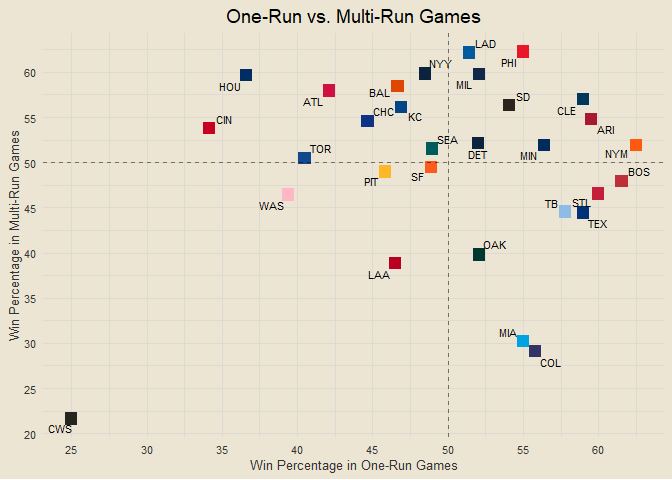 One-Run vs. Multi-Run Games
Win Percentage in Multi-Run Games
60
55
50
45
40
35
30
25
20
LAD
PHI
NYY
MIL
HOU
BAL
ATL
SD
CLE
CHC
KC
CIN
ARI
SEA
TOR
DET
MIN
NYM
PIT
SF
BOS
WAS
TB
STL
TEX
OAK
LAA
MIA
COL
CWS
25
30
35
40
45
50
55
60
Win Percentage in One-Run Games